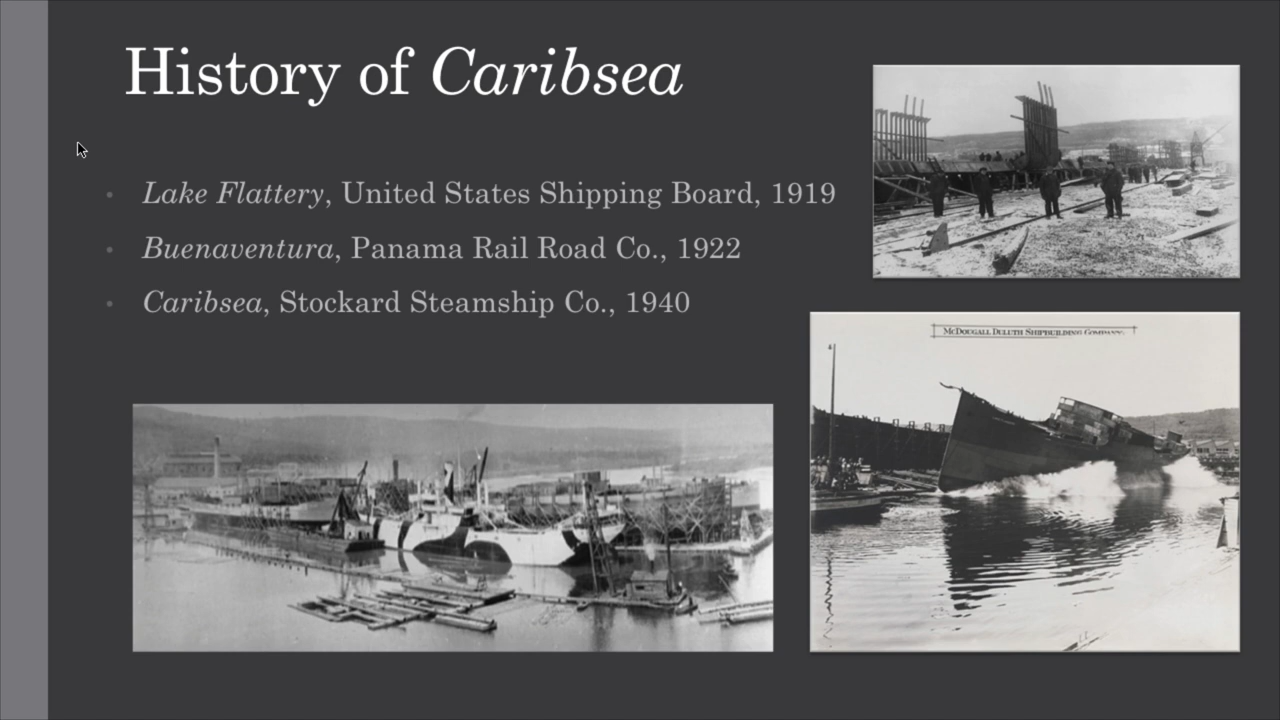 History of Caribsea
Lake Flattery, United States Shipping Board, 1919
Buenaventura, Panama Rail Road Co., 1922
Caribsea, Stockard Steamship Co., 1940
McDougall Duluth Shipbuilding Company